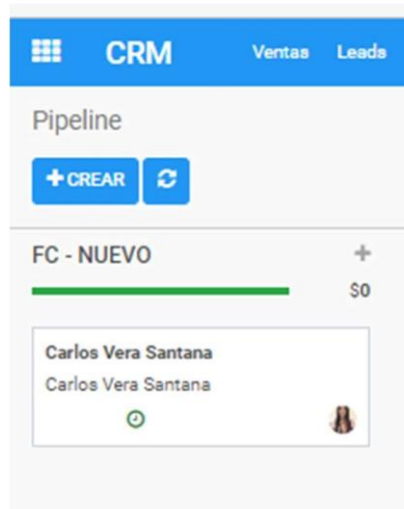 CRM Ventas Leads
Pipeline
+ CREAR
FC - NUEVO +
$0
Carlos Vera Santana
Carlos Vera Santana